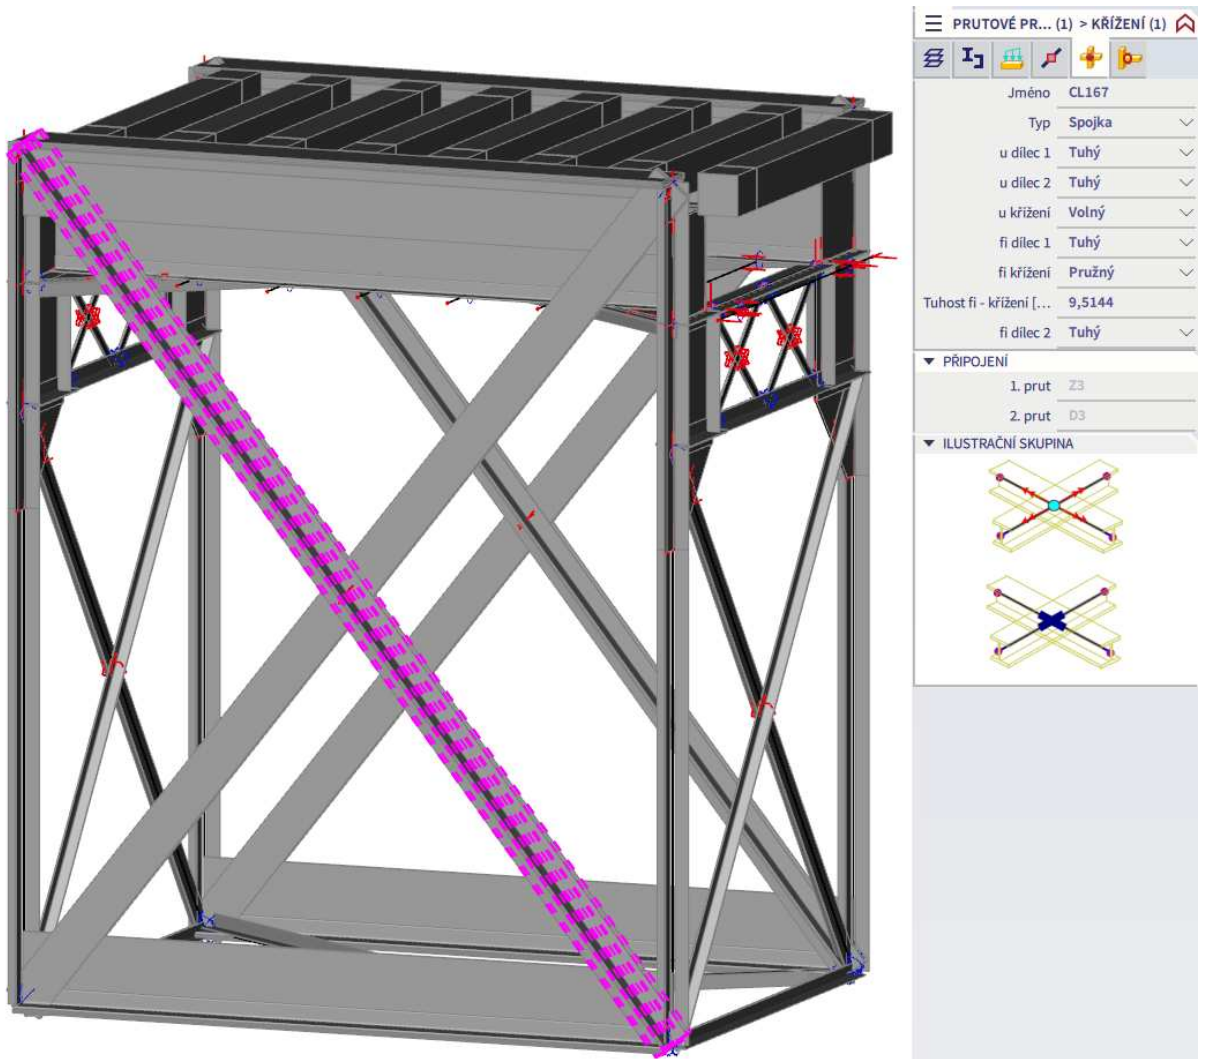 PRUTOVÉ PR... (1) > KŘÍŽENÍ (1)
Jméno CL167
Typ Spojka
u dílec 1 Tuhý
u dílec 2 Tuhý
u křížení Volný
fi dílec 1 Tuhý
fi křížení Pružný
Tuhost fi - křížení [... 9,5144
fi dílec 2 Tuhý
PŘIPOJENÍ
1. prut Z3
2. prut D3
ILUSTRAČNÍ SKUPINA